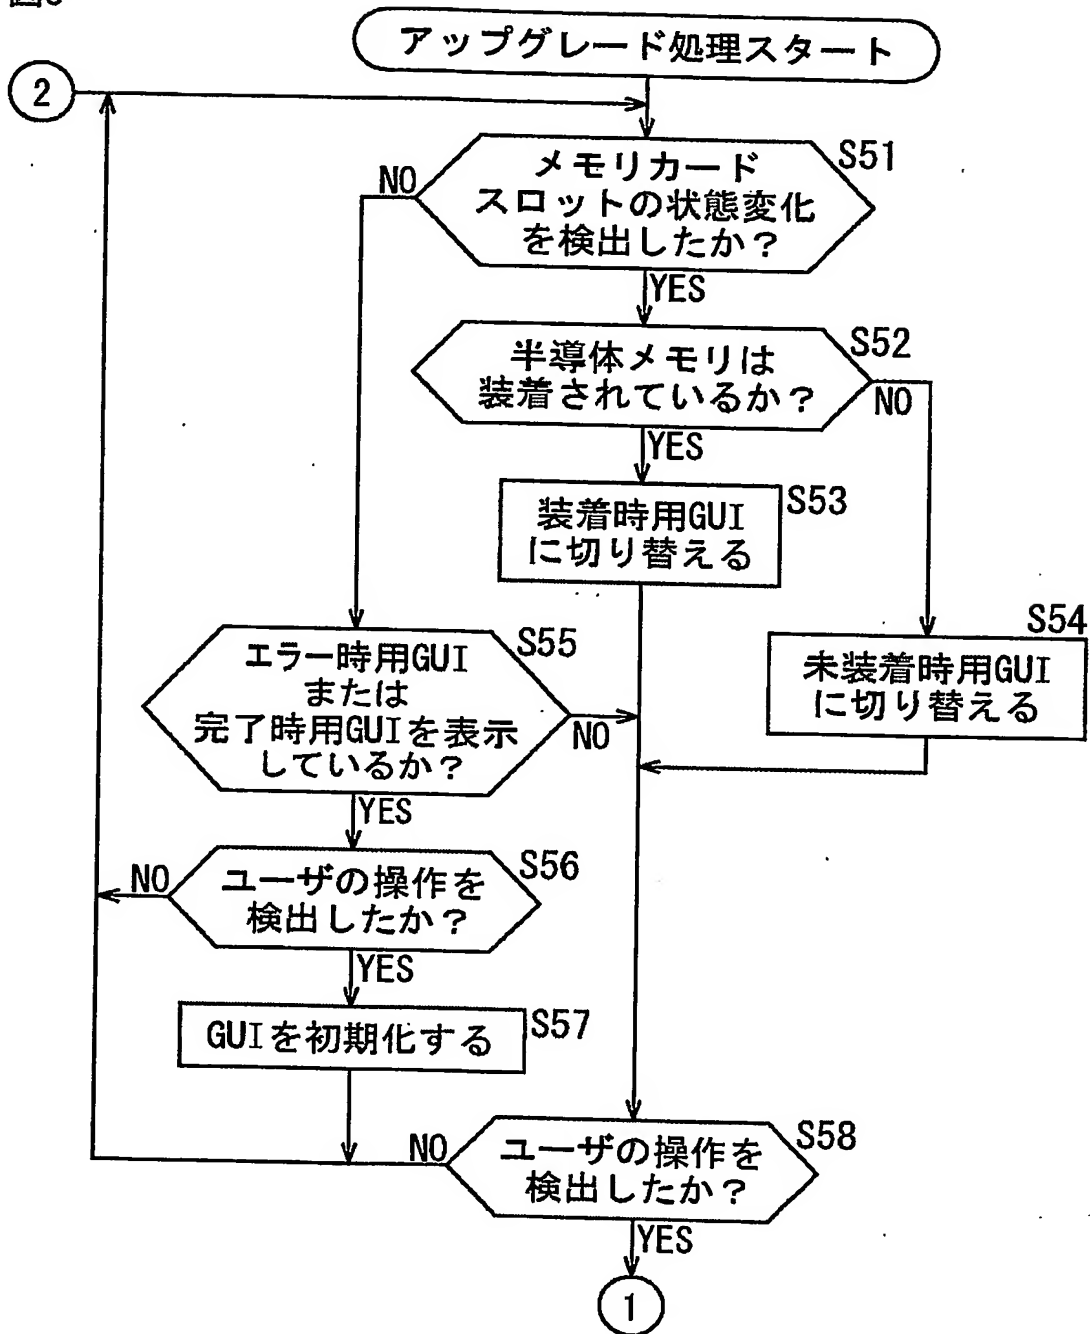 アップグレード処理スタート
2
S51
メモリカード
スロットの状態変化
を検出したか？
NO
YES
S52
半導体メモリは
装着されているか？
NO
YES
S53
装着時用GUI
に切り替える
S54
未装着時用GUI
に切り替える
S55
エラー時用GUI
または
完了時用GUIを表示
しているか？
NO
YES
S56
ユーザの操作を
検出したか？
NO
YES
S57
GUIを初期化する
S58
ユーザの操作を
検出したか？
NO
YES
1